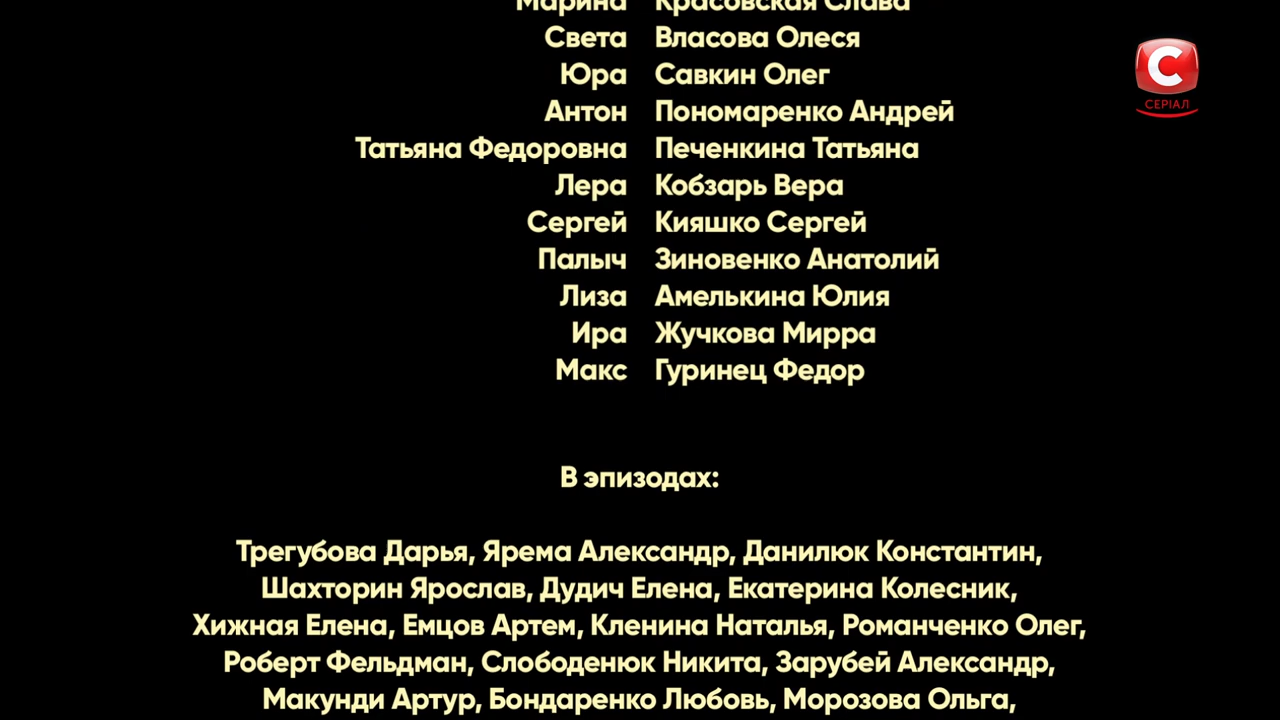 Марина Красовская Слава
Света Власова Олеся
Юра Савкин Олег
Антон Пономаренко Андрей
Татьяна Федоровна Печенкина Татьяна
Лера Кобзарь Вера
Сергей Кияшко Сергей
Палыч Зиновенко Анатолий
Лиза Амелькина Юлия
Ира Жучкова Мирра
Макс Гуринец Федор
В эпизодах:
Трегубова Дарья, Ярема Александр, Данилюк Константин,
Шахторин Ярослав, Дудич Елена, Екатерина Колесник,
Хижная Елена, Емцов Артем, Кленина Наталья, Романченко Олег,
Роберт Фельдман, Слободенюк Никита, Зарубей Александр,
Макунди Артур, Бондаренко Любовь, Морозова Ольга,
С
СЕРІАЛ